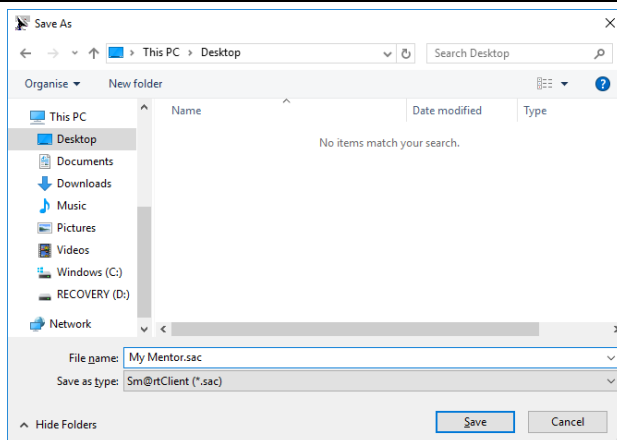 Save As
This PC > Desktop
Search Desktop
Organise
New folder
Name
Date modified
Type
No items match your search.
This PC
Desktop
Documents
Downloads
Music
Pictures
Videos
Windows (C:)
RECOVERY (D:)
Network
File name: My Mentor.sac
Save as type: Sm@rtClient (*.sac)
Hide Folders
Save
Cancel